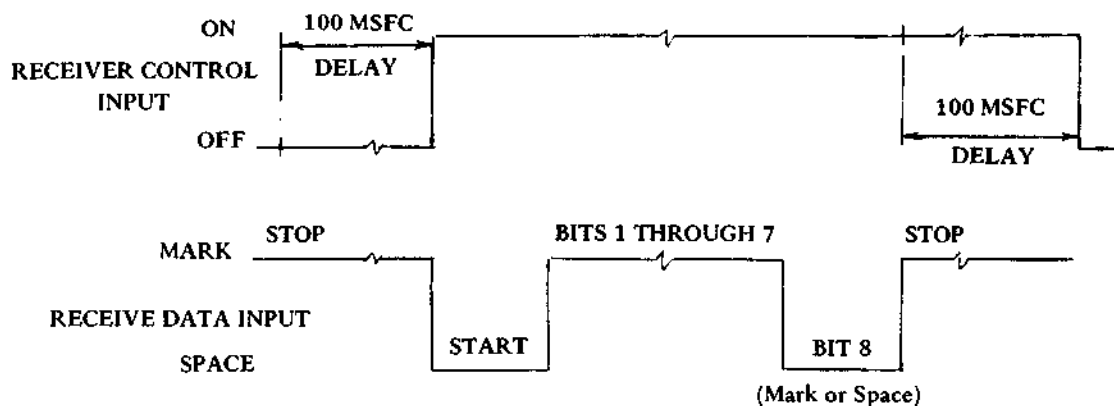 ON
100 MSFC
DELAY
RECEIVER CONTROL
INPUT
OFF
100 MSFC
DELAY
MARK
STOP
BITS 1 THROUGH 7
STOP
RECEIVE DATA INPUT
SPACE
START
BIT 8
(Mark or Space)